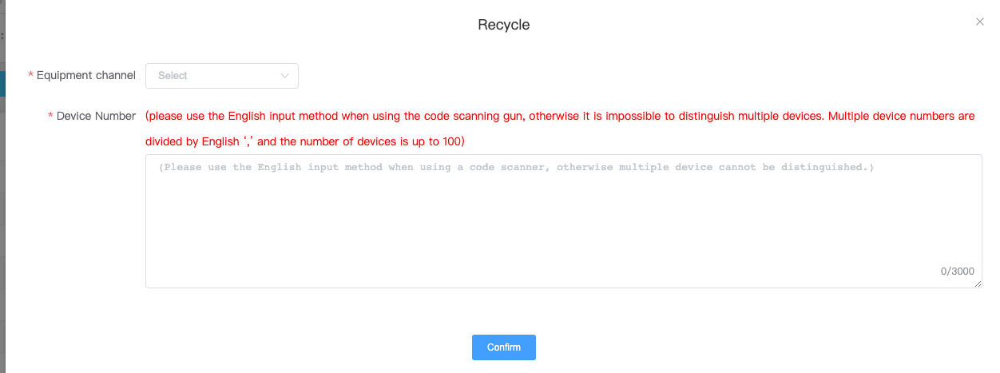 Recycle
* Equipment channel Select
* Device Number (please use the English input method when using the code scanning gun, otherwise it is impossible to distinguish multiple devices. Multiple device numbers are
divided by English ‘,’ and the number of devices is up to 100)
(Please use the English input method when using a code scanner, otherwise multiple device cannot be distinguished.)
0/3000
Confirm